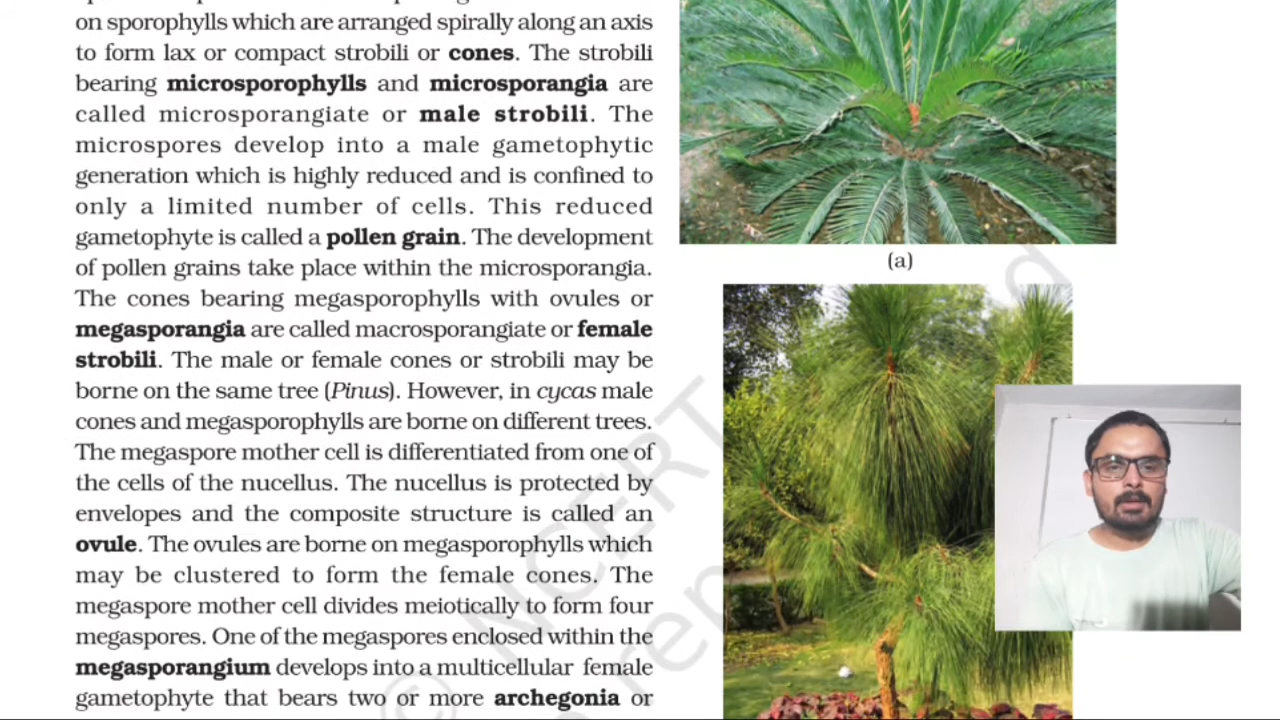 on sporophylls which are arranged spirally along an axis
to form lax or compact strobili or cones. The strobili
bearing microsporophylls and microsporangia are
called microsporangiate or male strobili. The
microspores develop into a male gametophytic
generation which is highly reduced and is confined to
only a limited number of cells. This reduced
gametophyte is called a pollen grain. The development
of pollen grains take place within the microsporangia.
The cones bearing megasporophylls with ovules or
megasporangia are called macrosporangiate or female
strobili. The male or female cones or strobili may be
borne on the same tree (Pinus). However, in cycas male
cones and megasporophylls are borne on different trees.
The megaspore mother cell is differentiated from one of
the cells of the nucellus. The nucellus is protected by
envelopes and the composite structure is called an
ovule. The ovules are borne on megasporophylls which
may be clustered to form the female cones. The
megaspore mother cell divides meiotically to form four
megaspores. One of the megaspores enclosed within the
megasporangium develops into a multicellular female
gametophyte that bears two or more archegonia or
(a)
© NCERT